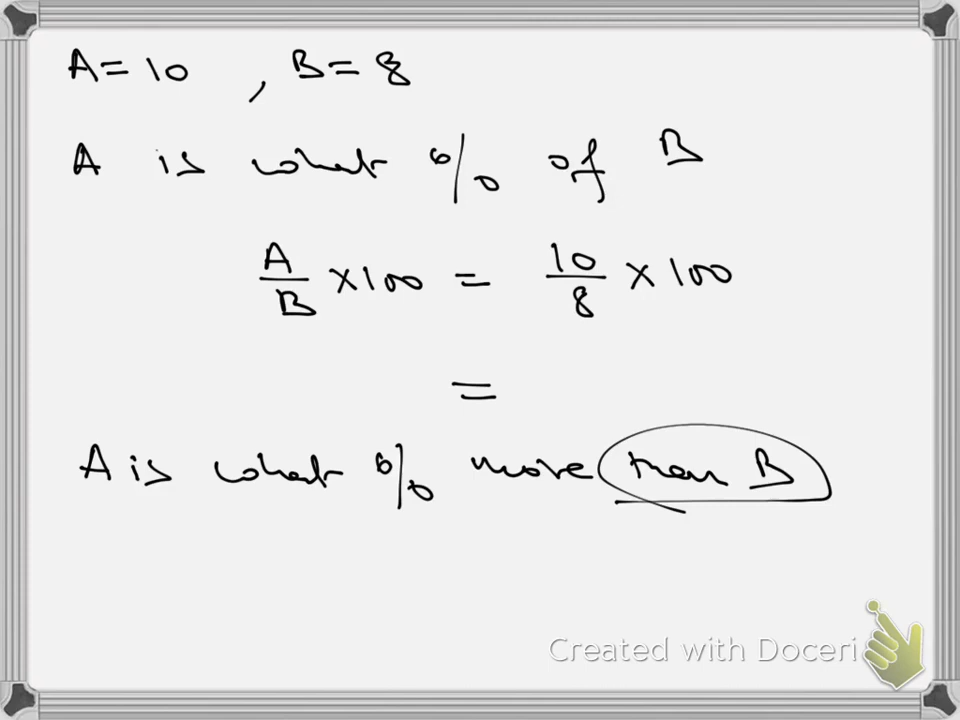 A = 10 , B = 8
A is what % of B
A/B × 100 = 10/8 × 100
=
A is what % more than B
Created with Doceri